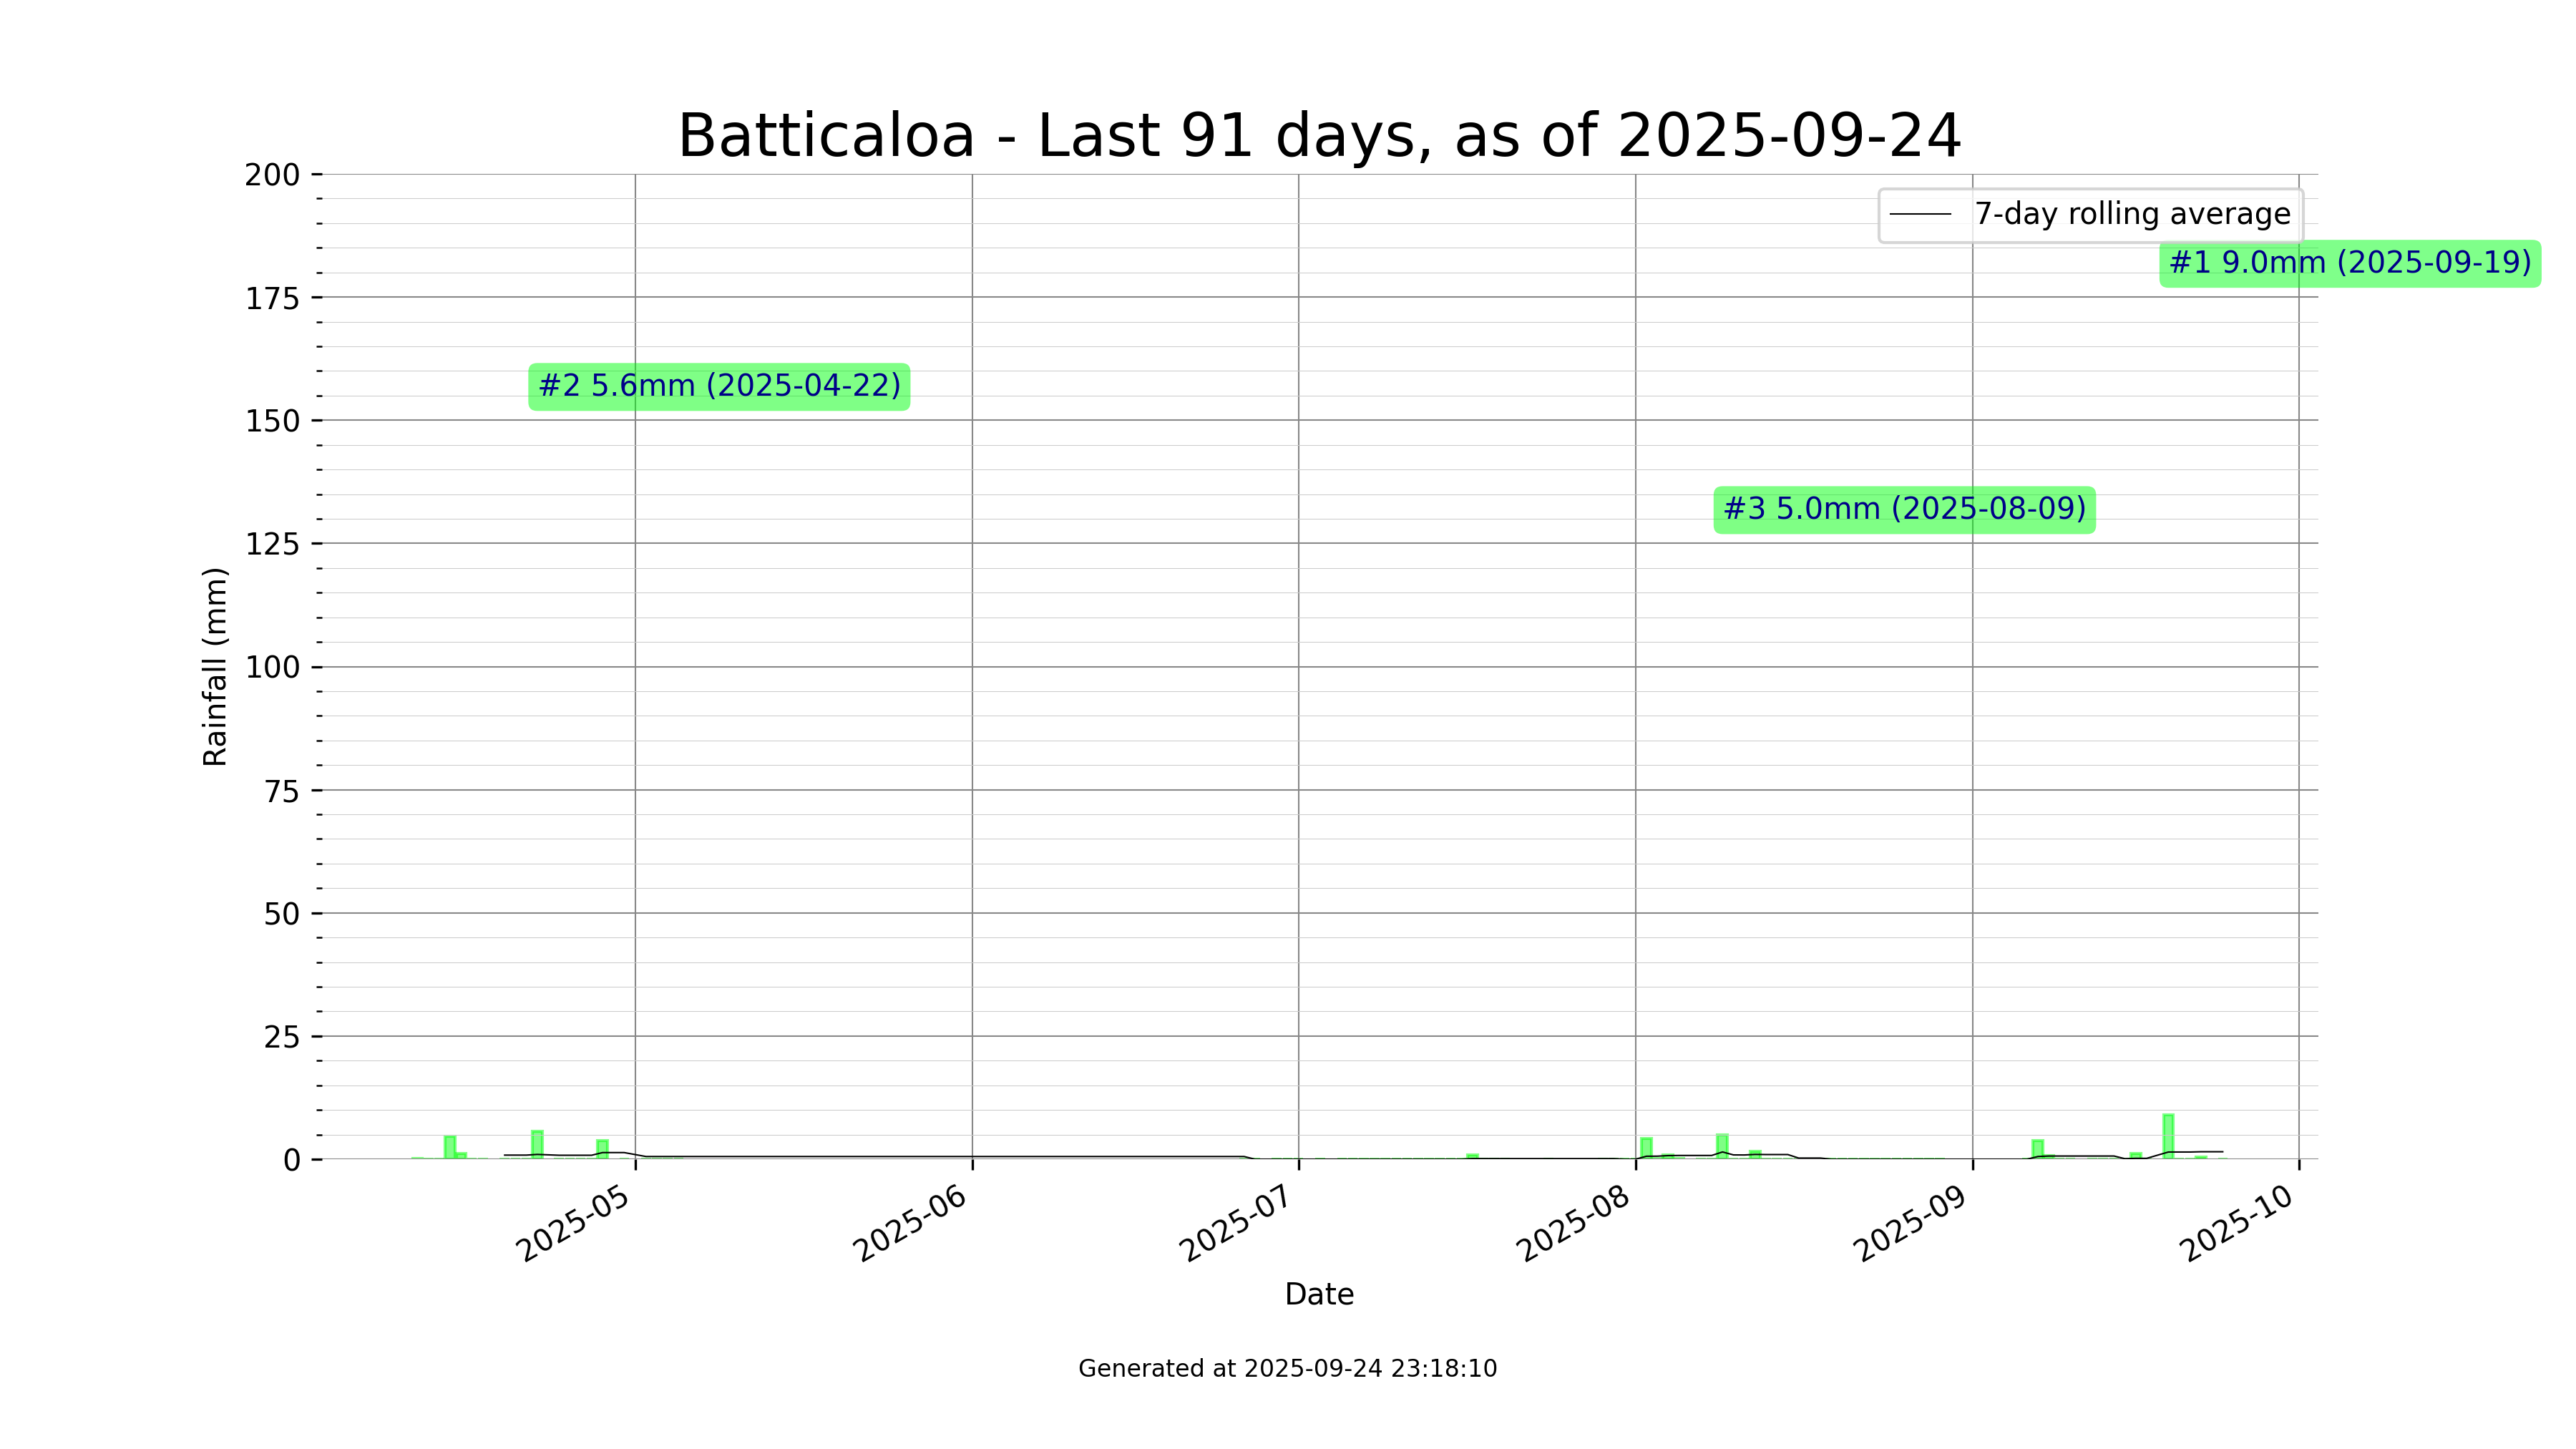 Batticaloa - Last 91 days, as of 2025-09-24
200
175
150
125
100
75
50
25
0
Rainfall (mm)
7-day rolling average
#1 9.0mm (2025-09-19)
#2 5.6mm (2025-04-22)
#3 5.0mm (2025-08-09)
2025-05
2025-06
2025-07
2025-08
2025-09
2025-10
Date
Generated at 2025-09-24 23:18:10